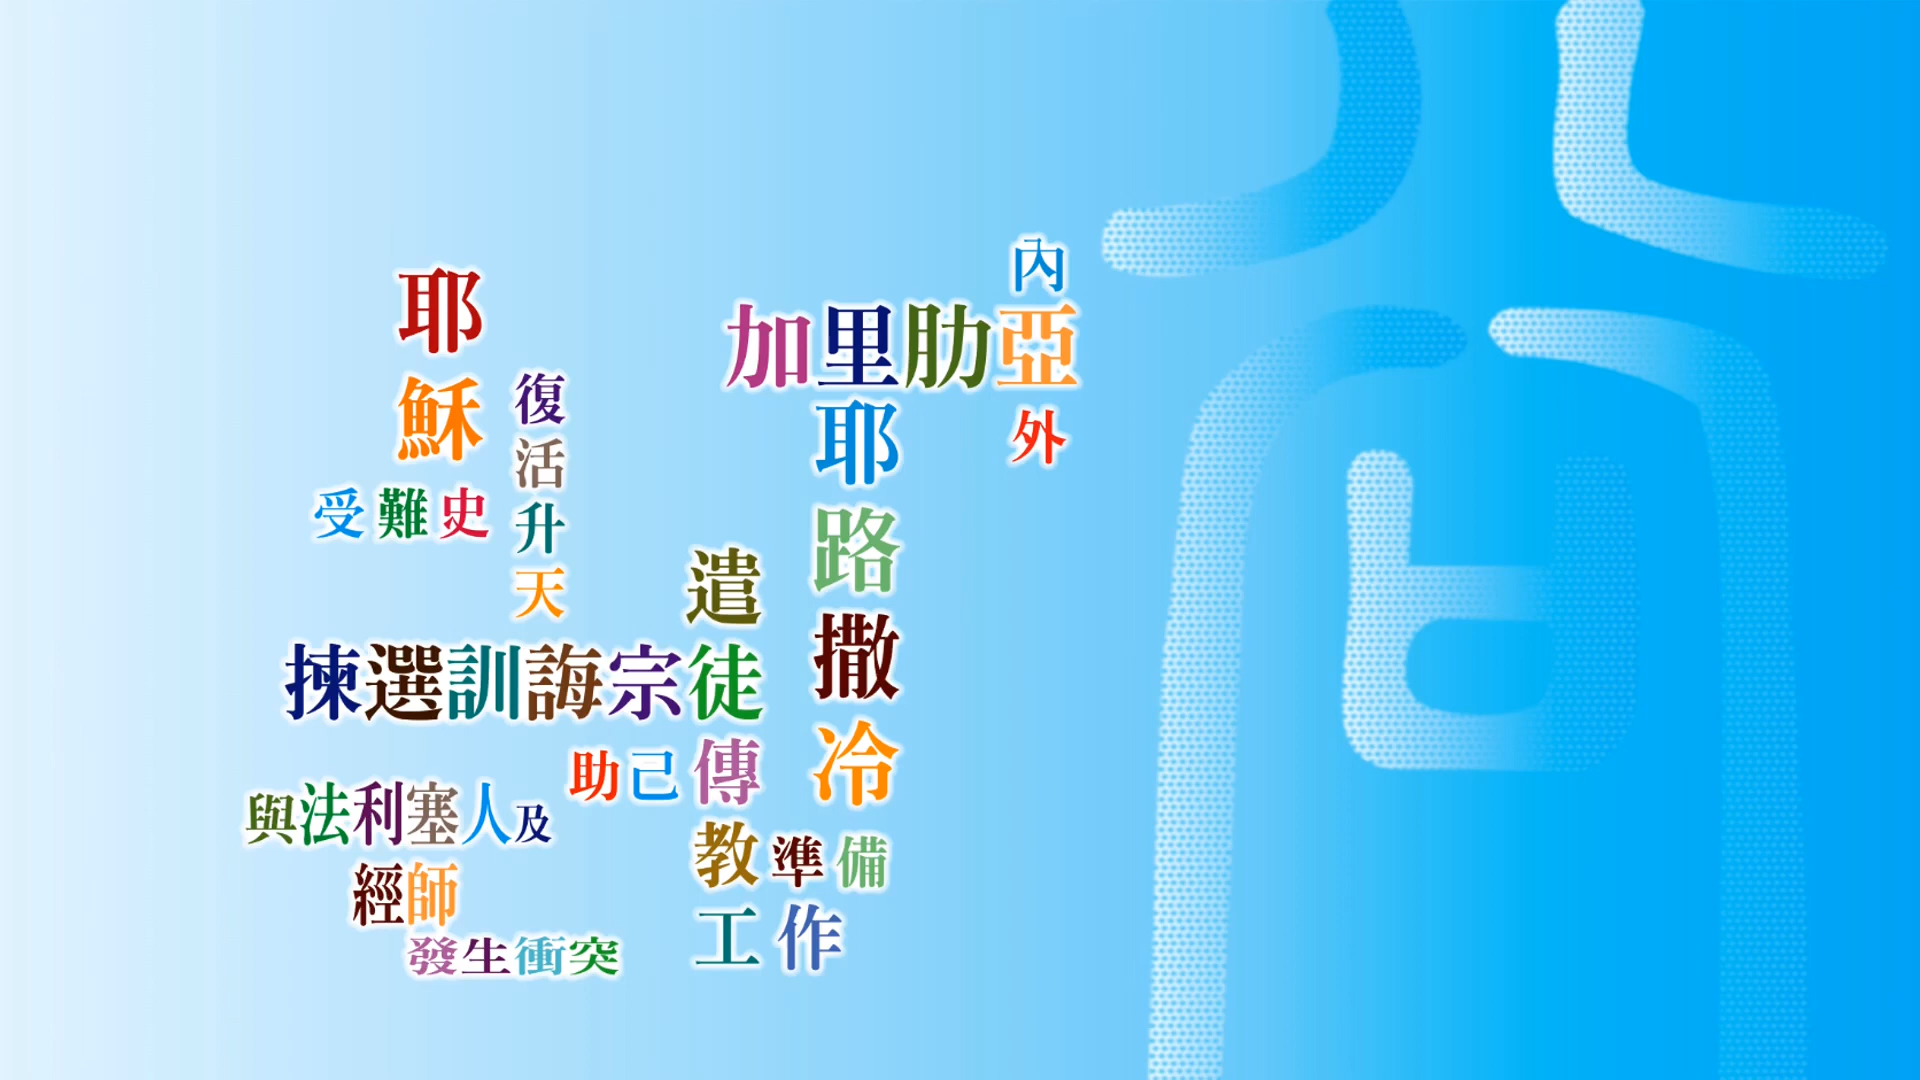 耶穌
受難史
復活升天
內
加里肋亞
外
耶路撒冷
揀選訓誨宗徒
遣
助己傳
教準備
工作
與法利塞人及
經師
發生衝突